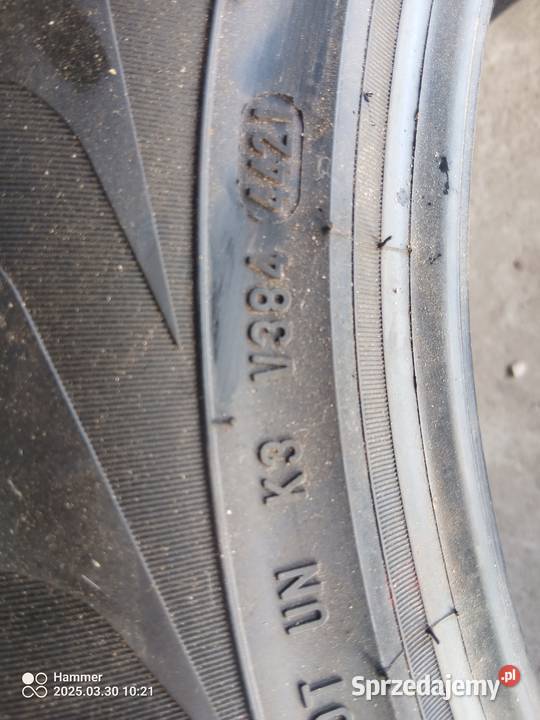 DOT UN K3 V384 4421
Hammer
2025.03.30 10:21
Sprzedajemy.pl